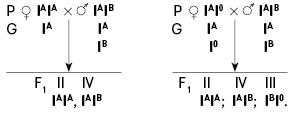 P ♀ IᴬIᴬ × ♂ IᴬIᴮ
G Iᴬ Iᴬ
Iᴮ
F₁ II IV
IᴬIᴬ, IᴬIᴮ
P ♀ IᴬI⁰ × ♂ IᴬIᴮ
G Iᴬ Iᴬ
I⁰ Iᴮ
F₁ II IV III
IᴬIᴬ; IᴬIᴮ; IᴮI⁰.